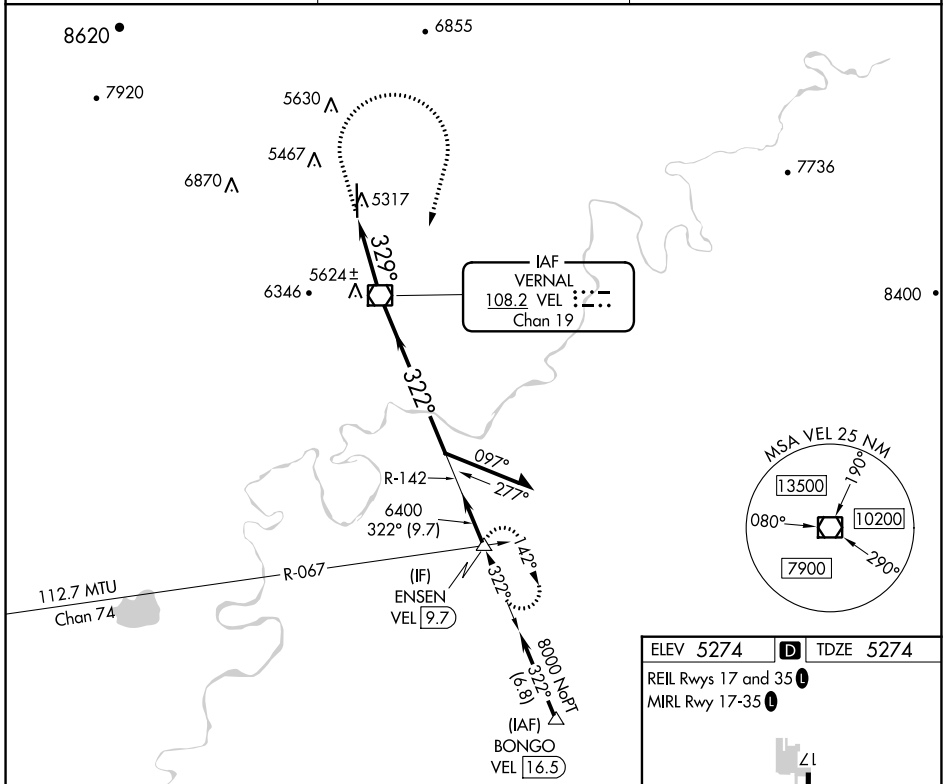 8620
6855
7920
5630
5467
6870
5317
7736
329°
5624±
6346
IAF
VERNAL
108.2 VEL
Chan 19
8400
322°
MSA VEL 25 NM
190°
13500
080°
10200
290°
7900
R-142
097°
277°
6400
322° (9.7)
142°
R-067
112.7 MTU
Chan 74
(IF)
ENSEN
VEL 9.7
322°
8000 NoPT
322°
(6.8)
(IAF)
BONGO
VEL 16.5
ELEV 5274 D TDZE 5274
REIL Rwys 17 and 35 L
MIRL Rwy 17-35 L
17